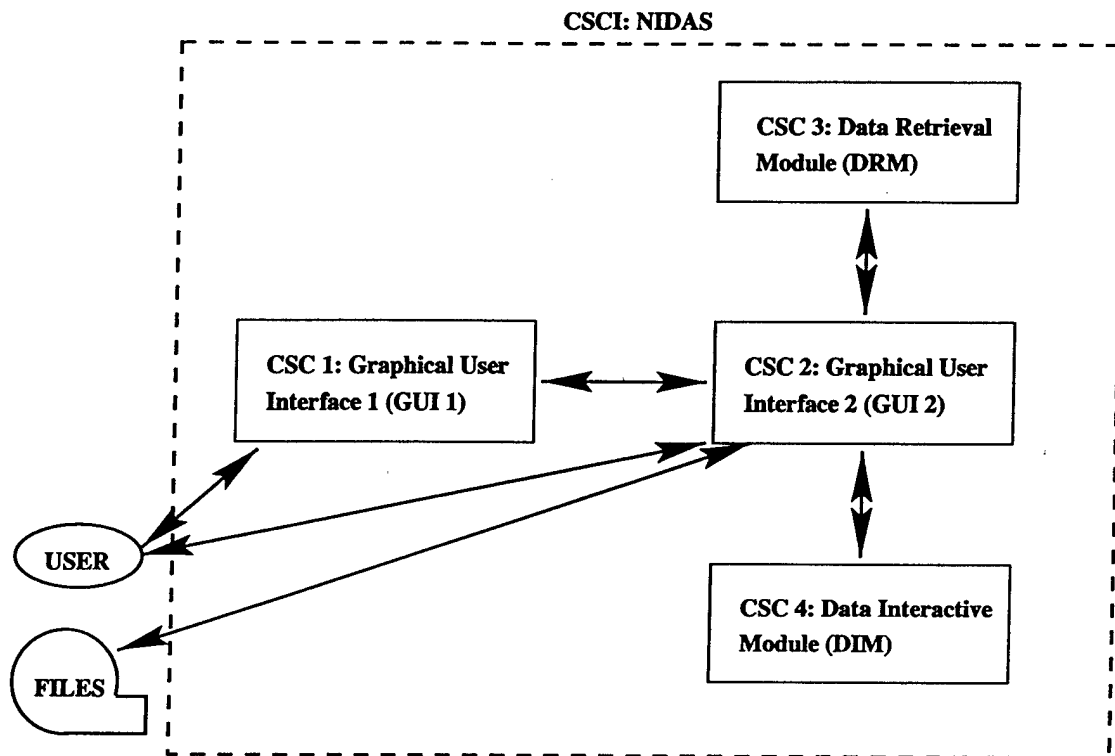 CSCI: NIDAS
CSC 3: Data Retrieval
Module (DRM)
CSC 1: Graphical User
Interface 1 (GUI 1)
CSC 2: Graphical User
Interface 2 (GUI 2)
USER
CSC 4: Data Interactive
Module (DIM)
FILES